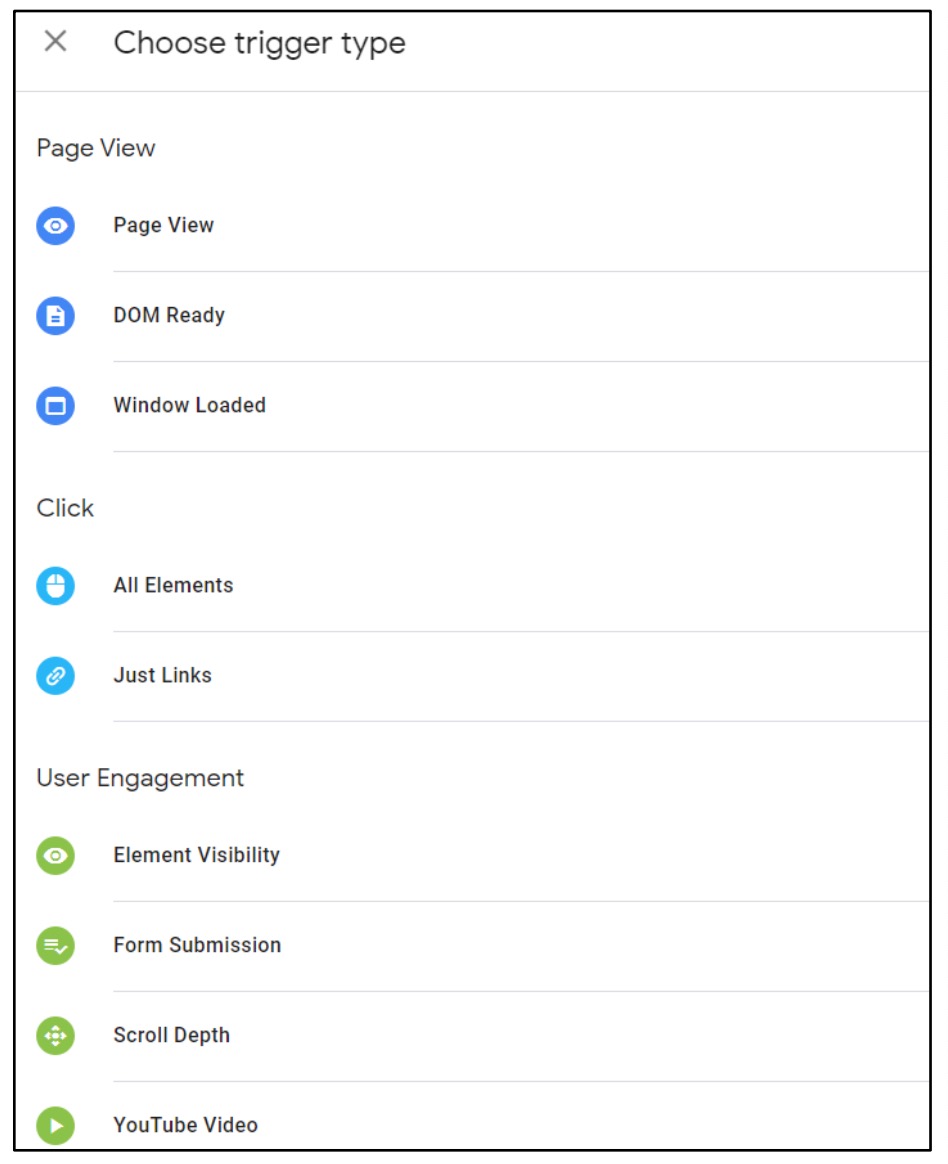 Choose trigger type
Page View
Page View
DOM Ready
Window Loaded
Click
All Elements
Just Links
User Engagement
Element Visibility
Form Submission
Scroll Depth
YouTube Video